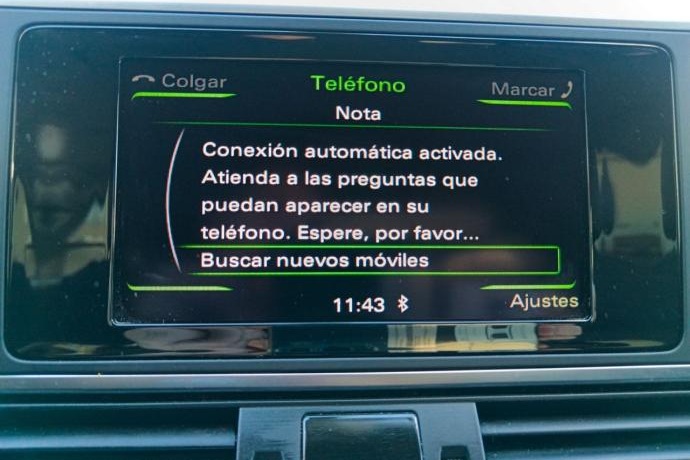 Colgar
Teléfono
Marcar
Nota
Conexión automática activada.
Atienda a las preguntas que
puedan aparecer en su
teléfono. Espere, por favor...
Buscar nuevos móviles
11:43
Ajustes